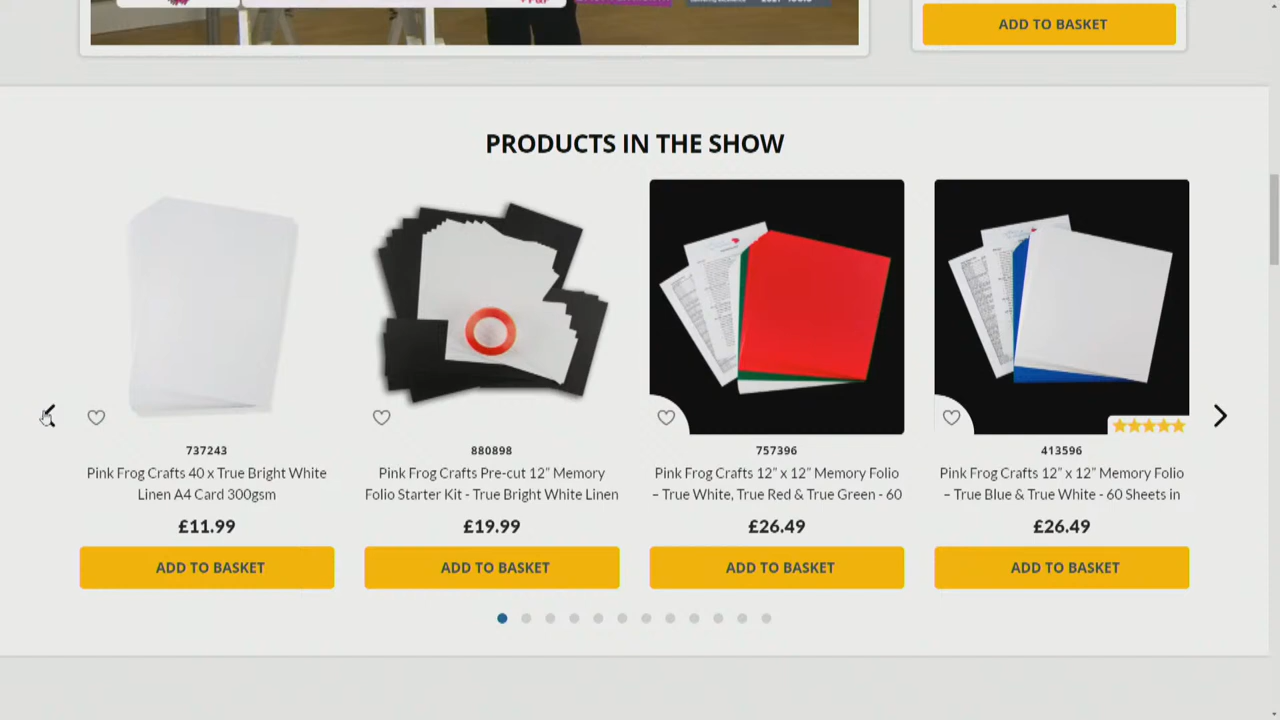 ADD TO BASKET
PRODUCTS IN THE SHOW
737243
Pink Frog Crafts 40 x True Bright White
Linen A4 Card 300gsm
£11.99
ADD TO BASKET
880898
Pink Frog Crafts Pre-cut 12” Memory
Folio Starter Kit - True Bright White Linen
£19.99
ADD TO BASKET
757396
Pink Frog Crafts 12” x 12” Memory Folio
– True White, True Red & True Green - 60
£26.49
ADD TO BASKET
413596
Pink Frog Crafts 12” x 12” Memory Folio
– True Blue & True White - 60 Sheets in
£26.49
ADD TO BASKET